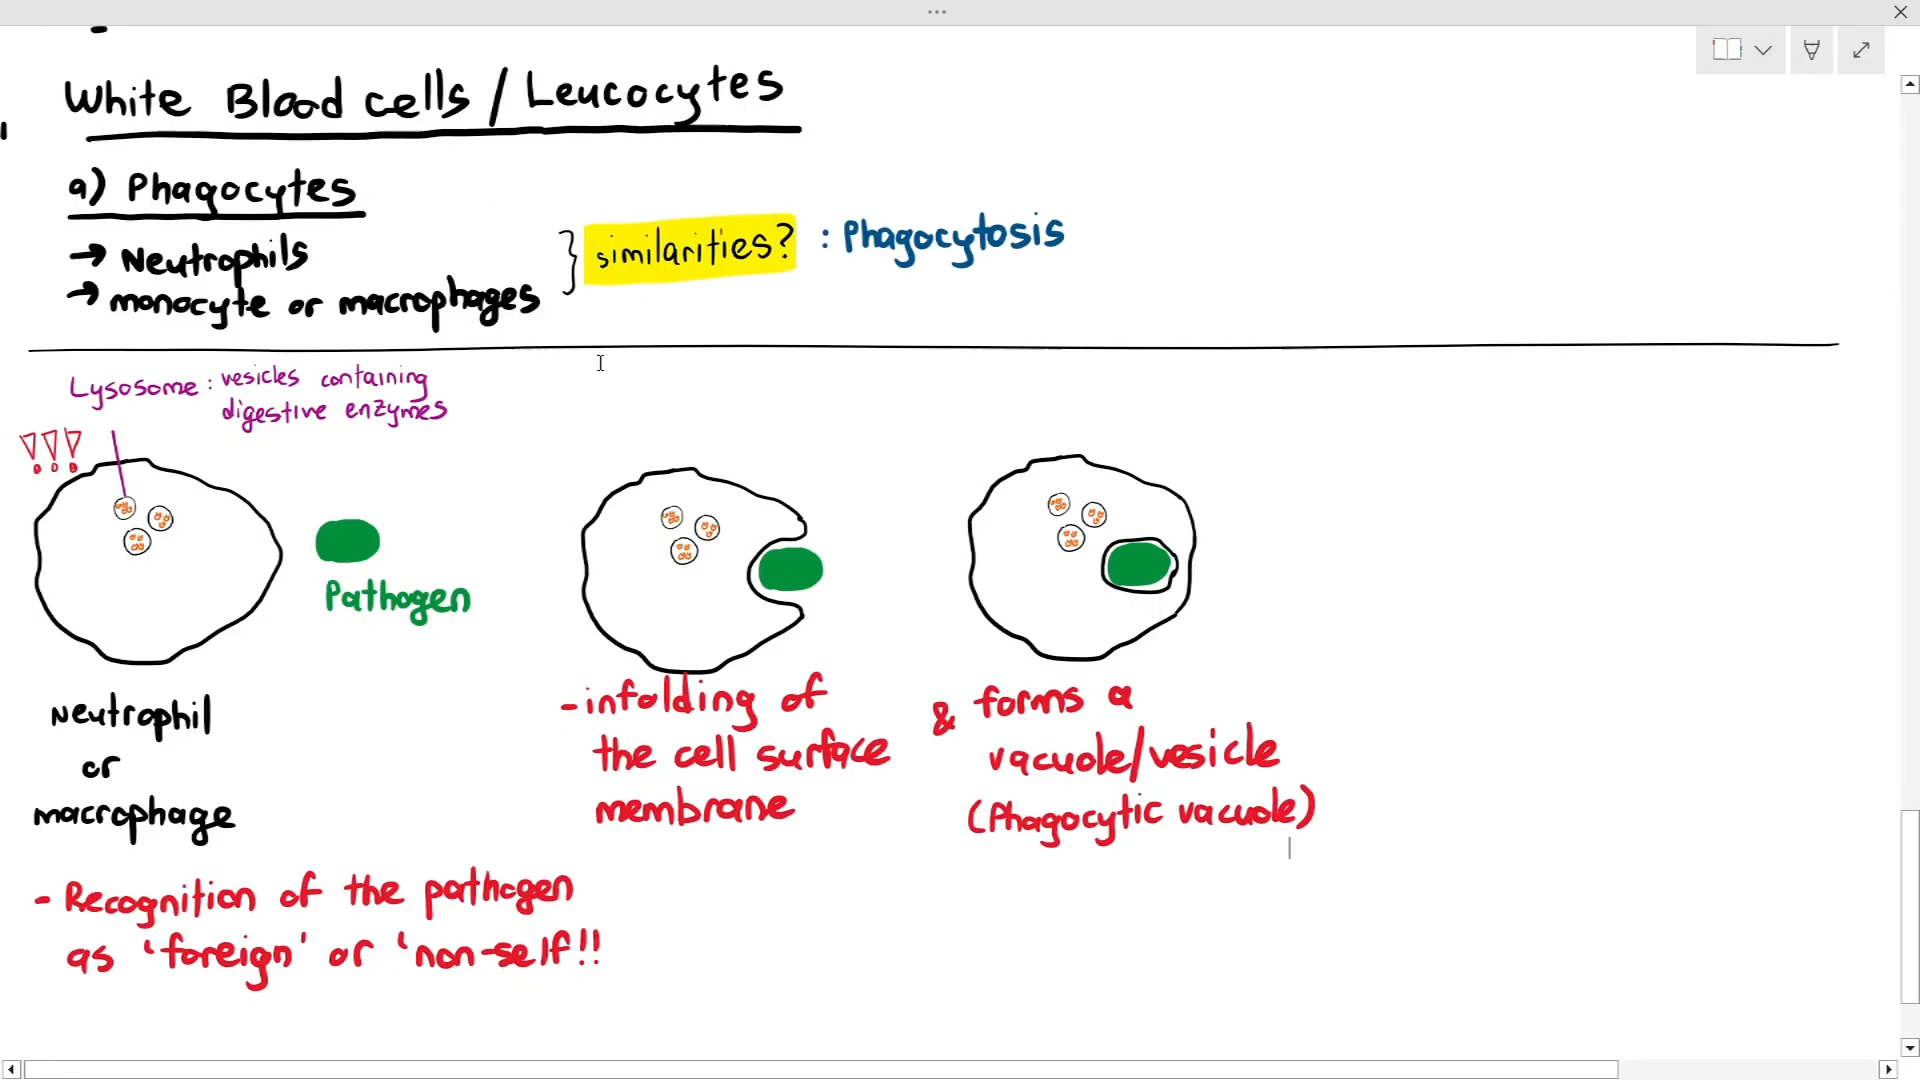 White Blood cells / Leucocytes
a) Phagocytes
→ Neutrophils
→ monocyte or macrophages
similarities? : Phagocytosis
Lysosome : vesicles containing
digestive enzymes
Pathogen
Neutrophil
or
macrophage
- Recognition of the pathogen
as 'foreign' or 'non-self!!
- infolding of
the cell surface
membrane
& forms a
vacuole/vesicle
(Phagocytic vacuole)